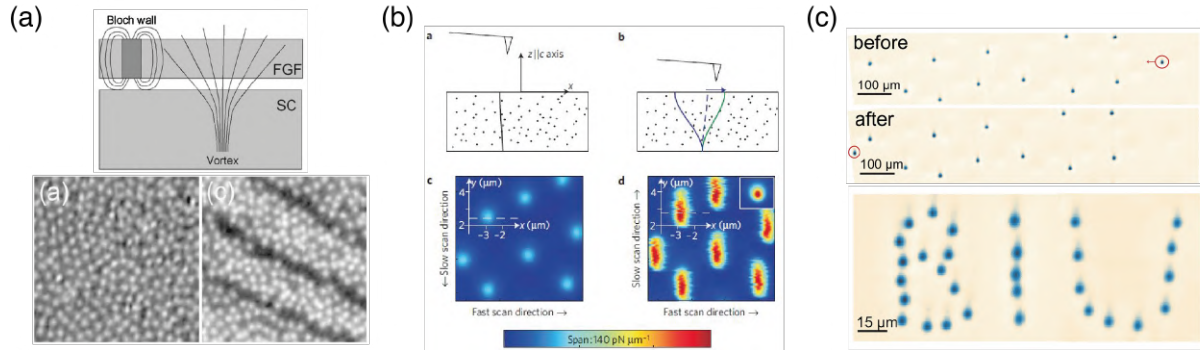 (a)
Bloch wall
FGF
SC
Vortex
(a)
(c)
(b)
a
z||c axis
x
b
c
y (µm)
4
2
-3 -2
x (µm)
← Slow scan direction
Fast scan direction →
d
y (µm)
4
2
-3 -2
x (µm)
Slow scan direction →
Fast scan direction →
Span: 140 pN µm⁻¹
(c)
before
100 µm
after
100 µm
BIU
15 µm